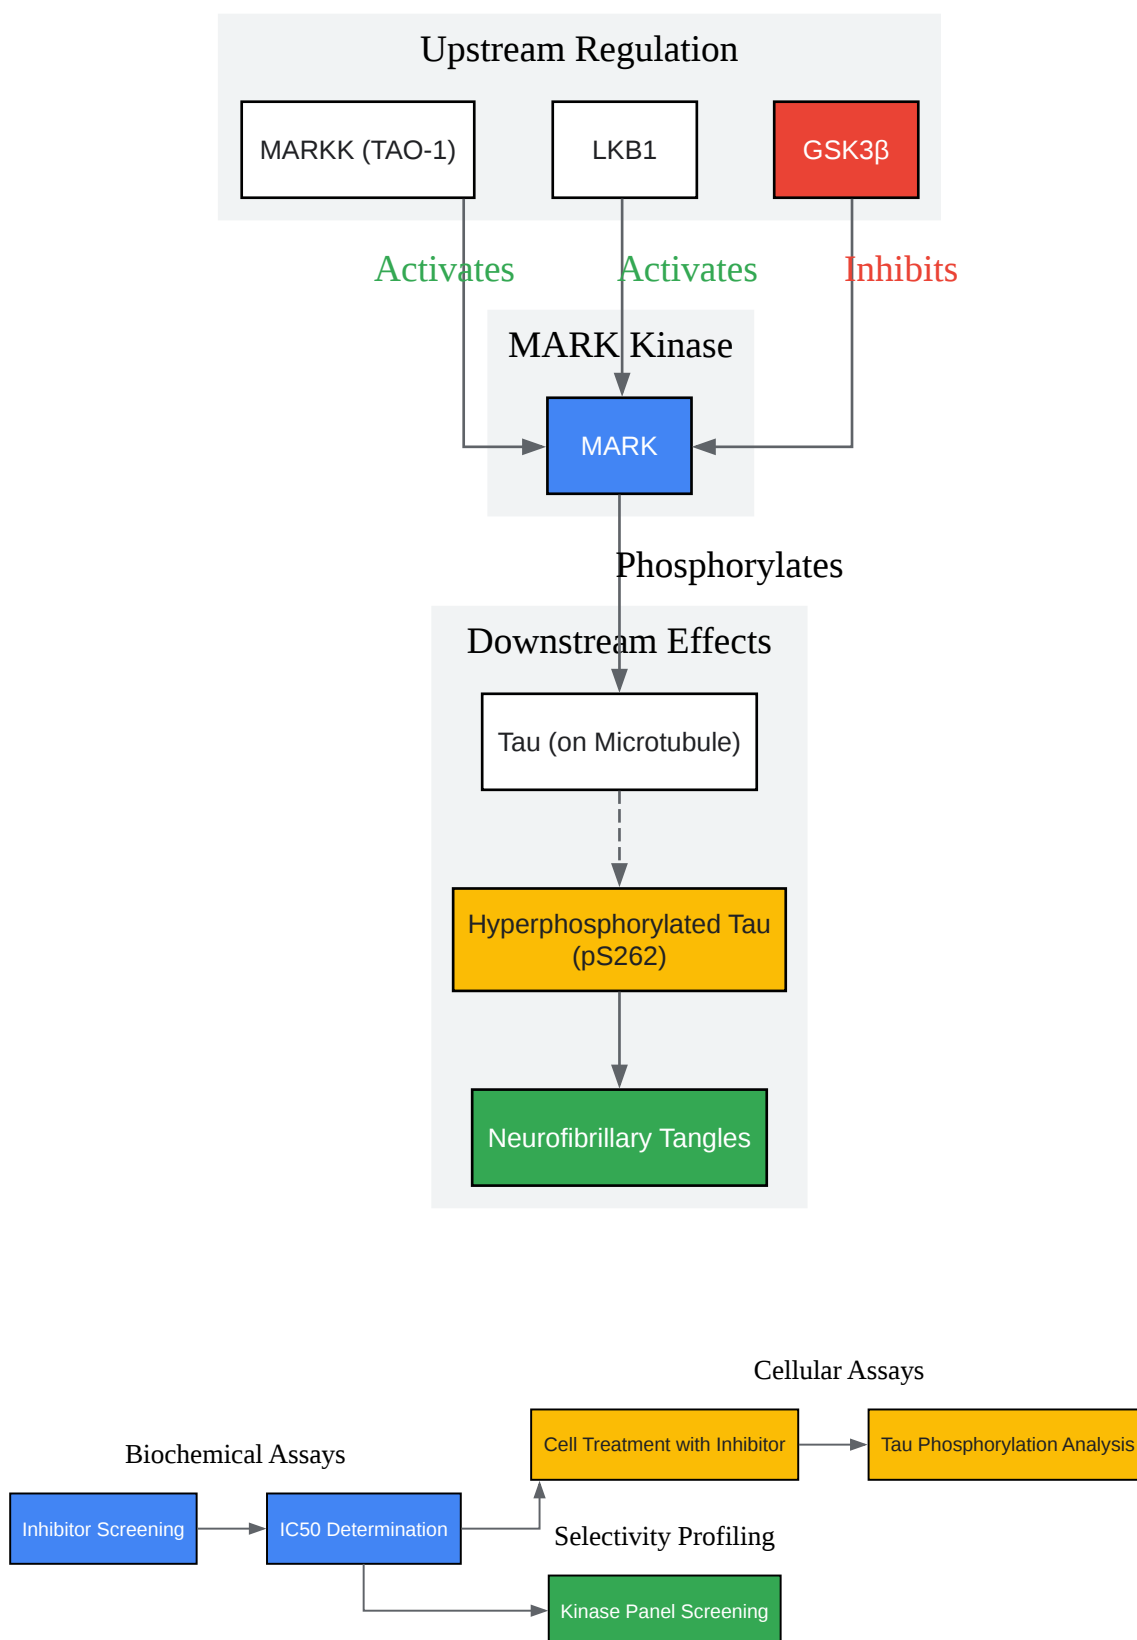 Upstream Regulation
MARKK (TAO-1)
LKB1
GSK3β
Activates
Activates
Inhibits
MARK Kinase
MARK
Phosphorylates
Downstream Effects
Tau (on Microtubule)
Hyperphosphorylated Tau
(pS262)
Neurofibrillary Tangles
Cellular Assays
Cell Treatment with Inhibitor
Tau Phosphorylation Analysis
Biochemical Assays
Inhibitor Screening
IC50 Determination
Selectivity Profiling
Kinase Panel Screening